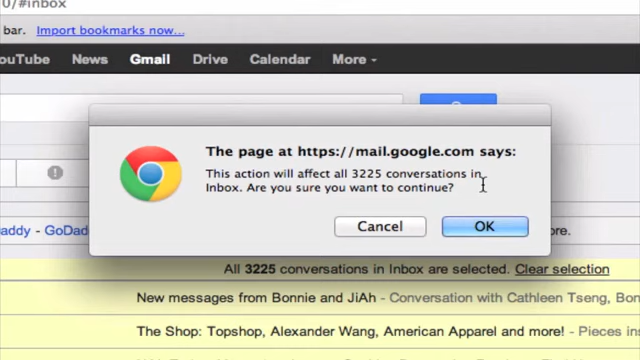 0/#inbox
bar. Import bookmarks now...
ouTube News Gmail Drive Calendar More
The page at https://mail.google.com says:
This action will affect all 3225 conversations in
Inbox. Are you sure you want to continue?
Cancel OK
addy - GoDad re.
All 3225 conversations in Inbox are selected. Clear selection
New messages from Bonnie and JiAh - Conversation with Cathleen Tseng, Bon
The Shop: Topshop, Alexander Wang, American Apparel and more! - Pieces ins